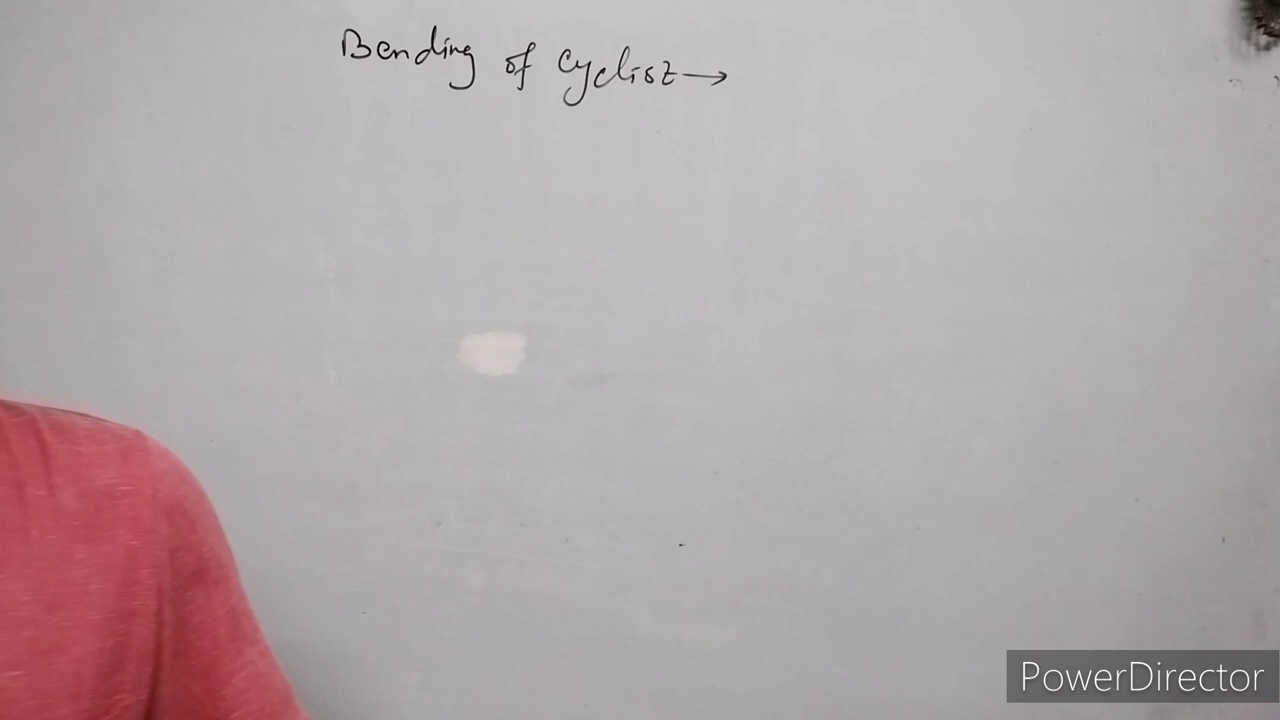 Bending of Cyclist →
PowerDirector